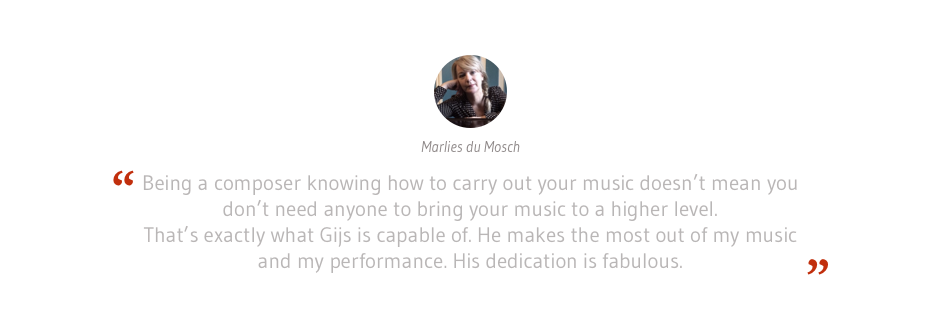 Marlies du Mosch
“ Being a composer knowing how to carry out your music doesn’t mean you
don’t need anyone to bring your music to a higher level.
That’s exactly what Gijs is capable of. He makes the most out of my music
and my performance. His dedication is fabulous. ”